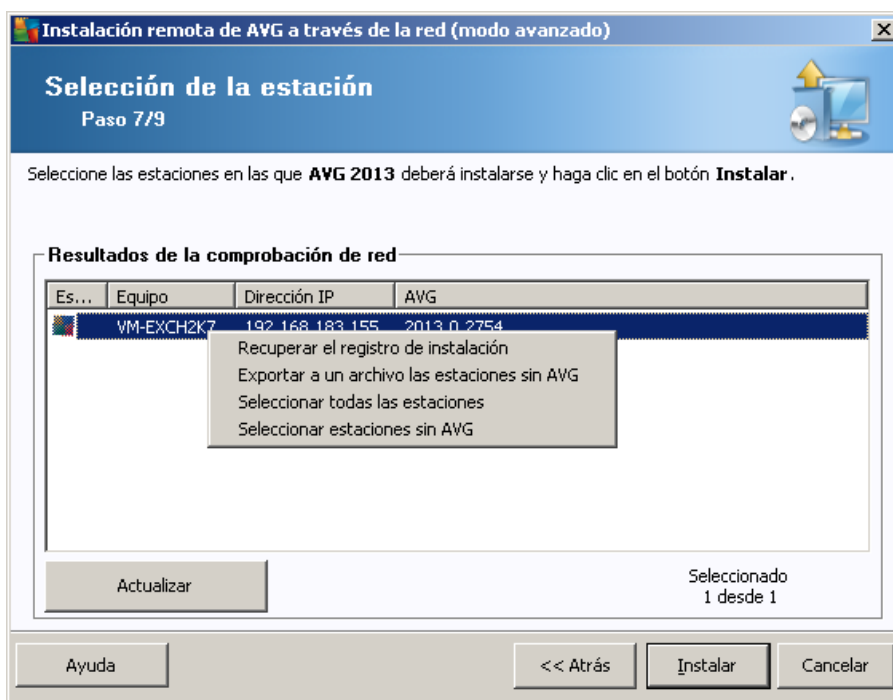 Instalación remota de AVG a través de la red (modo avanzado)
Selección de la estación
Paso 7/9
Seleccione las estaciones en las que AVG 2013 deberá instalarse y haga clic en el botón Instalar.
Resultados de la comprobación de red
Es... Equipo Dirección IP AVG
VM-EXCH2K7 192.168.183.155 2013.0.2754
Recuperar el registro de instalación
Exportar a un archivo las estaciones sin AVG
Seleccionar todas las estaciones
Seleccionar estaciones sin AVG
Actualizar
Seleccionado
1 desde 1
Ayuda << Atrás Instalar Cancelar